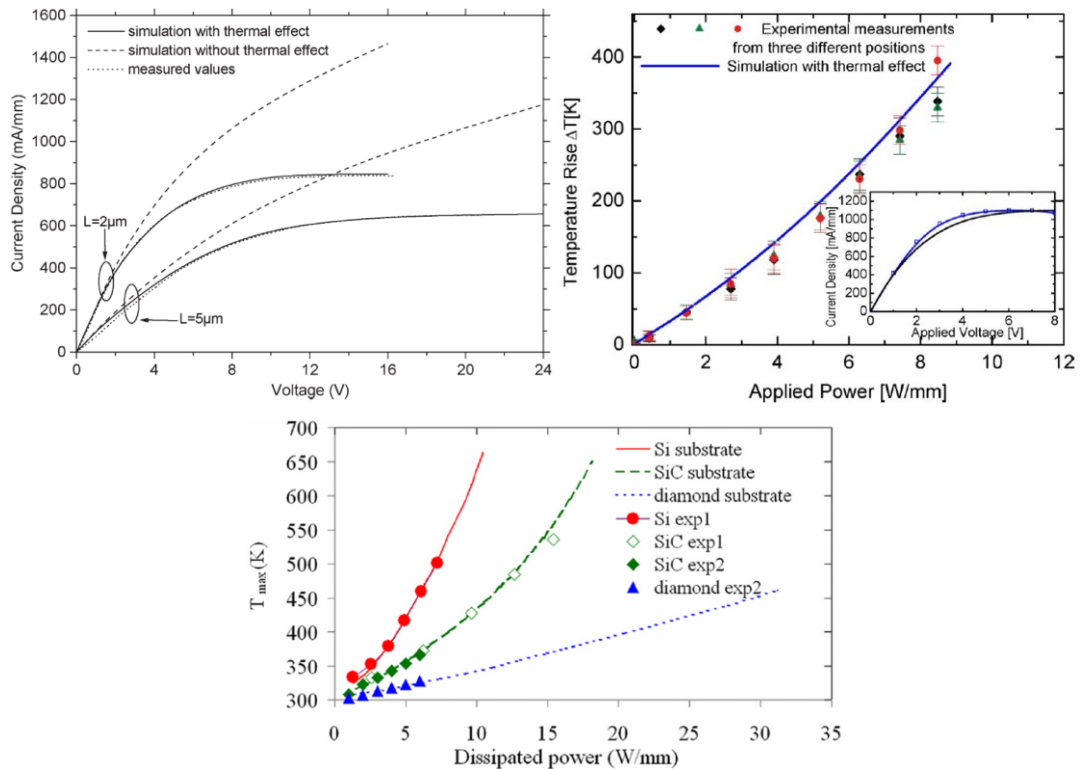 1600
1400
1200
1000
800
600
400
200
0
Current Density (mA/mm)
simulation with thermal effect
simulation without thermal effect
measured values
L=2µm
L=5µm
0 4 8 12 16 20 24
Voltage (V)
400
300
200
100
0
Temperature Rise ΔT[K]
Experimental measurements
from three different positions
Simulation with thermal effect
1200
1000
800
600
400
200
0
Current Density [mA/mm]
0 2 4 6 8
Applied Voltage [V]
0 2 4 6 8 10 12
Applied Power [W/mm]
700
650
600
550
500
450
400
350
300
T max (K)
Si substrate
SiC substrate
diamond substrate
Si exp1
SiC exp1
SiC exp2
diamond exp2
0 5 10 15 20 25 30 35
Dissipated power (W/mm)